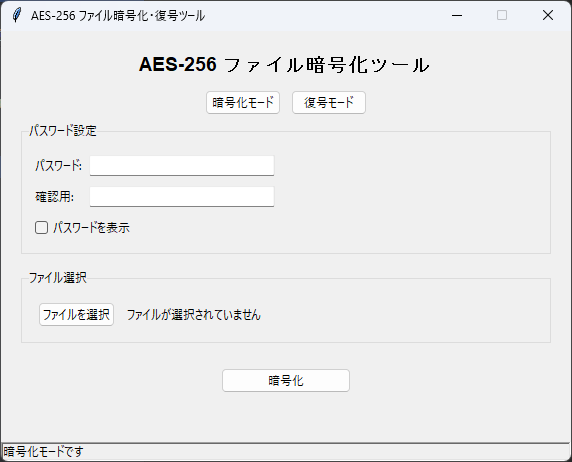 AES-256 ファイル暗号化・復号ツール
AES-256 ファイル暗号化ツール
暗号化モード 復号モード
パスワード設定
パスワード:
確認用:
パスワードを表示
ファイル選択
ファイルを選択 ファイルが選択されていません
暗号化
暗号化モードです